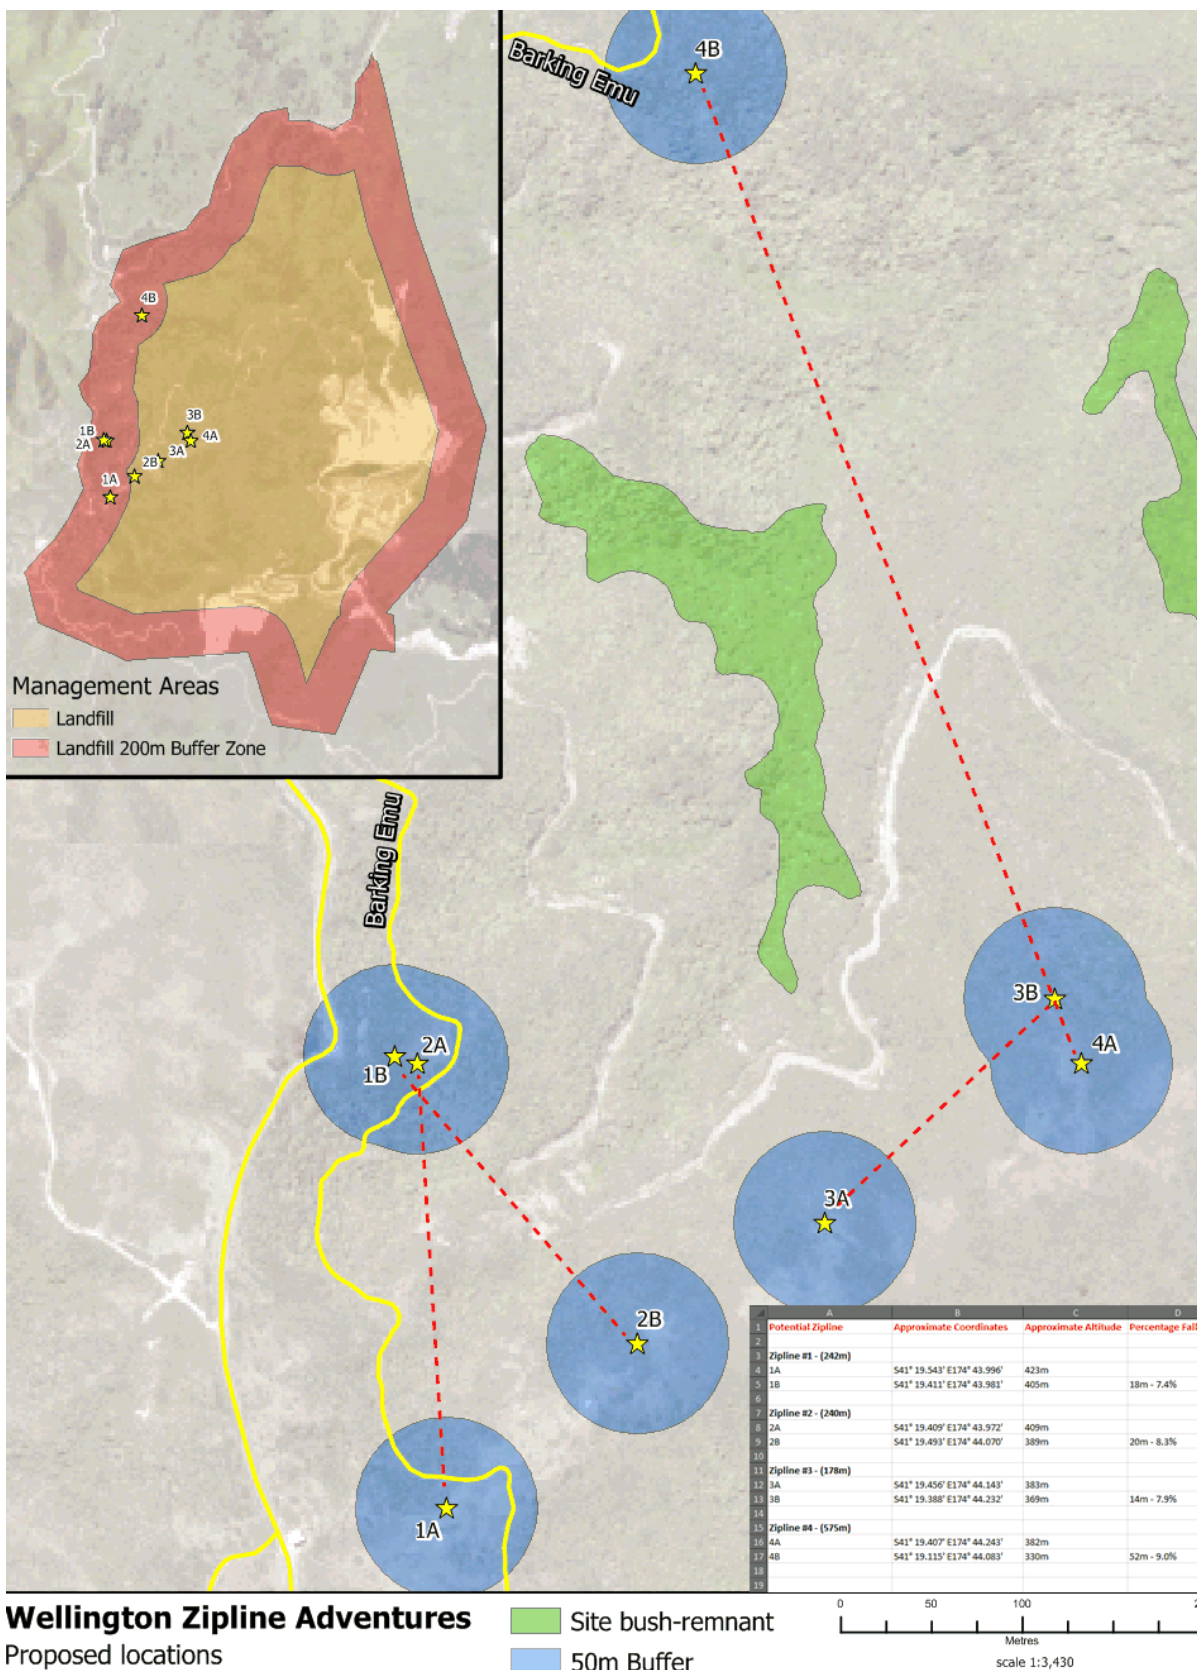 Barking Emu
4B
4B
3B
1B
4A
2A
3A
2B
1A
Management Areas
Landfill
Landfill 200m Buffer Zone
Barking Emu
3B
2A
4A
1B
3A
2B
1A
A B C D
1 Potential Zipline Approximate Coordinates Approximate Altitude Percentage Fall
2
3 Zipline #1 - (242m)
4 1A S41° 19.543' E174° 43.996' 423m
5 1B S41° 19.411' E174° 43.981' 405m 18m - 7.4%
6
7 Zipline #2 - (240m)
8 2A S41° 19.409' E174° 43.972' 409m
9 2B S41° 19.493' E174° 44.070' 389m 20m - 8.3%
10
11 Zipline #3 - (178m)
12 3A S41° 19.456' E174° 44.143' 383m
13 3B S41° 19.388' E174° 44.232' 369m 14m - 7.9%
14
15 Zipline #4 - (575m)
16 4A S41° 19.407' E174° 44.243' 382m
17 4B S41° 19.115' E174° 44.083' 330m 52m - 9.0%
18
19
Wellington Zipline Adventures
Proposed locations
Site bush-remnant
50m Buffer
0 50 100
Metres
scale 1:3,430